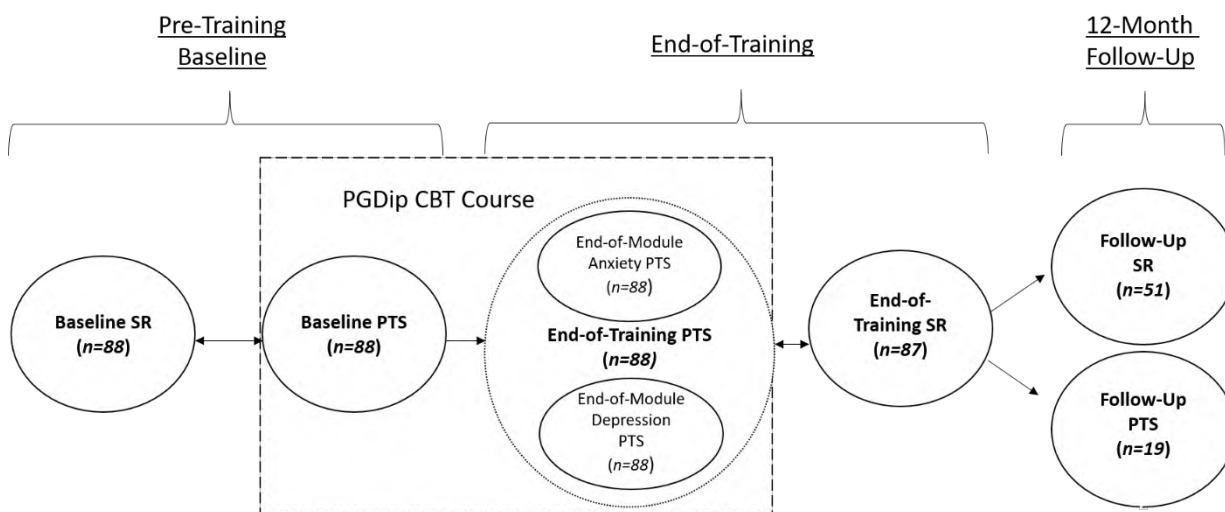 Pre-Training
Baseline
End-of-Training
12-Month
Follow-Up
PGDip CBT Course
Baseline SR
(n=88)
Baseline PTS
(n=88)
End-of-Module
Anxiety PTS
(n=88)
End-of-Training PTS
(n=88)
End-of-Module
Depression
PTS
(n=88)
End-of-
Training SR
(n=87)
Follow-Up
SR
(n=51)
Follow-Up
PTS
(n=19)